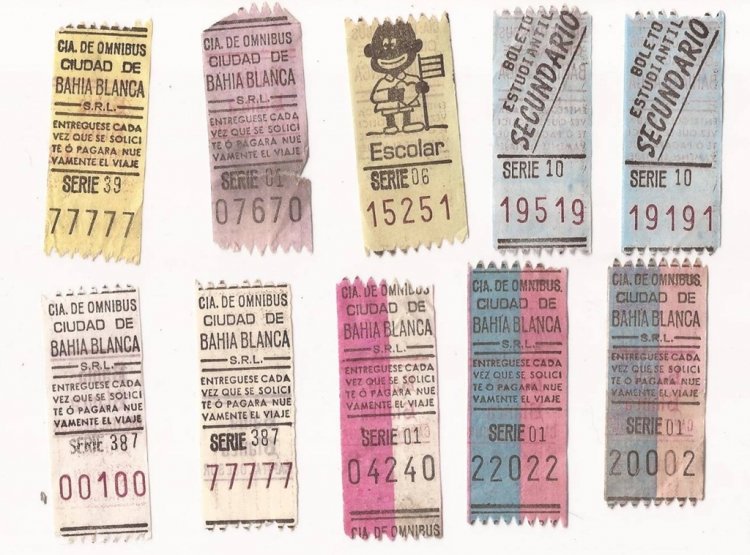 CIA. DE OMNIBUS
CIUDAD DE
BAHIA BLANCA
S.R.L.
ENTREGUESE CADA
VEZ QUE SE SOLICI
TE Ó PAGARA NUE
VAMENTE EL VIAJE
SERIE 39
77777
CIA. DE OMNIBUS
CIUDAD DE
BAHIA BLANCA
S.R.L.
ENTREGUESE CADA
VEZ QUE SE SOLICI
TE Ó PAGARA NUE
VAMENTE EL VIAJE
SERIE 01
07670
Escolar
SERIE 06
15251
BOLETO
ESTUDIANTIL
SECUNDARIO
SERIE 10
19519
BOLETO
ESTUDIANTIL
SECUNDARIO
SERIE 10
19191
CIA. DE OMNIBUS
CIUDAD DE
BAHIA BLANCA
S.R.L.
ENTREGUESE CADA
VEZ QUE SE SOLICI
TE Ó PAGARA NUE
VAMENTE EL VIAJE
SERIE 387
00100
CIA. DE OMNIBUS
CIUDAD DE
BAHIA BLANCA
S.R.L.
ENTREGUESE CADA
VEZ QUE SE SOLICI
TE Ó PAGARA NUE
VAMENTE EL VIAJE
SERIE 387
77777
CIA. DE OMNIBUS
CIUDAD DE
BAHIA BLANCA
S.R.L.
ENTREGUESE CADA
VEZ QUE SE SOLICI
TE Ó PAGARA NUE
VAMENTE EL VIAJE
SERIE 01
04240
CIA. DE OMNIBUS
CIA. DE OMNIBUS.
CIUDAD DE
BAHIA BLANCA
S.R.L.
ENTREGUESE CADA
VEZ QUE SE SOLICI
TE Ó PAGARA NUE
VAMENTE EL VIAJE
SERIE 01
22022
CIA. DE OMNIBUS.
CIUDAD DE
BAHIA BLANCA
S.R.L.
ENTREGUESE CADA
VEZ QUE SE SOLICI
TE Ó PAGARA NUE
VAMENTE EL VIAJE
SERIE 01
20002